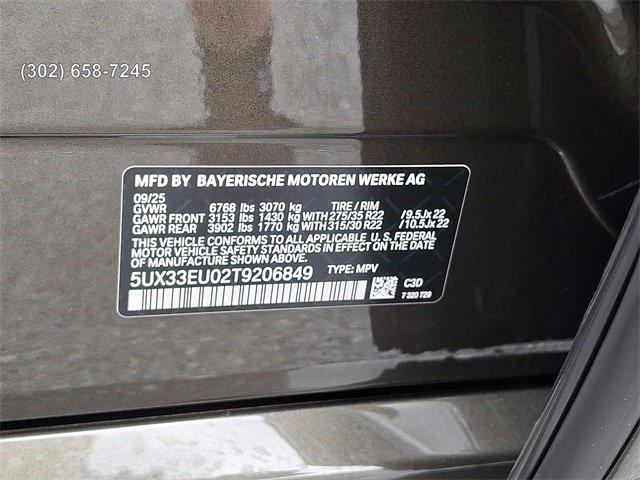 (302) 658-7245
MFD BY BAYERISCHE MOTOREN WERKE AG
09/25
GVWR 6768 lbs 3070 kg TIRE / RIM
GAWR FRONT 3153 lbs 1430 kg WITH 275/35 R22 /9.5Jx22
GAWR REAR 3902 lbs 1770 kg WITH 315/30 R22 /10.5Jx22
THIS VEHICLE CONFORMS TO ALL APPLICABLE U.S. FEDERAL
MOTOR VEHICLE SAFETY STANDARDS IN EFFECT ON THE
DATE OF MANUFACTURE SHOWN ABOVE.
5UX33EU02T9206849 TYPE: MPV
C3D
7 320 729